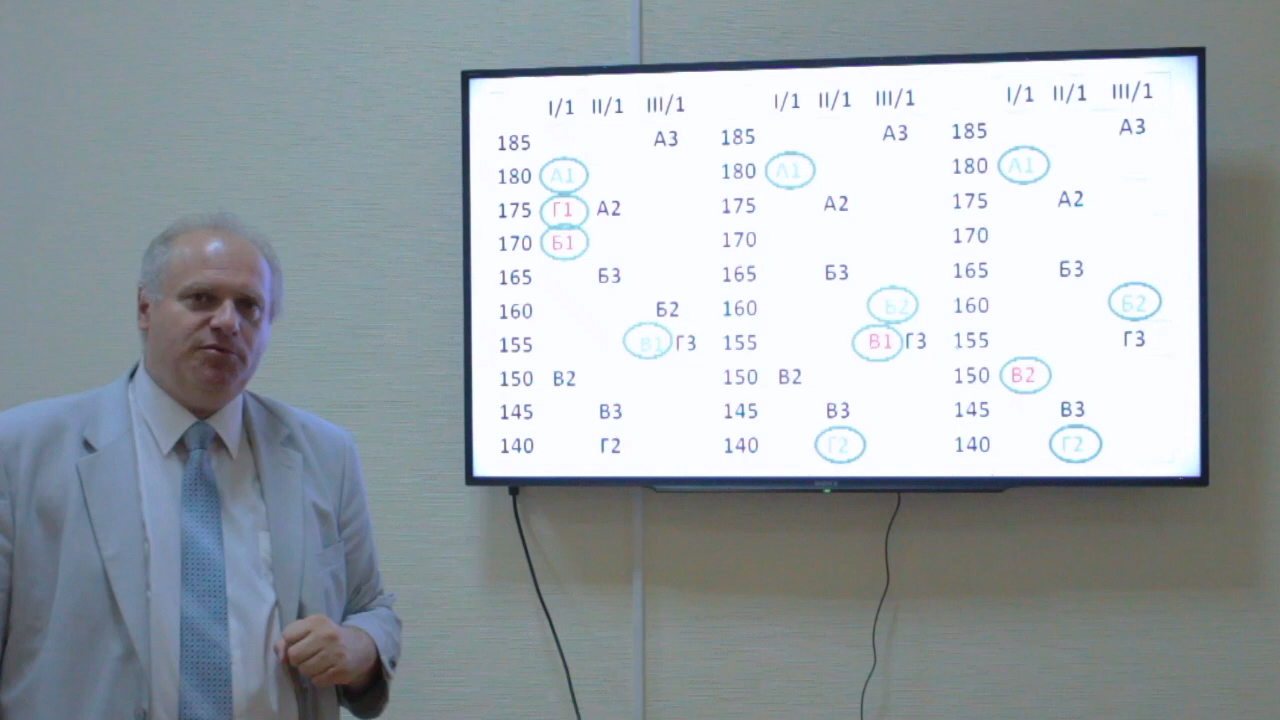 I/1 II/1 III/1 I/1 II/1 III/1 I/1 II/1 III/1
185 А3 185 А3 185 А3
180 А1 180 А1 180 А1
175 Г1 А2 175 А2 175 А2
170 Б1 170 170
165 Б3 165 Б3 165 Б3
160 Б2 160 Б2 160 Б2
155 В1 Г3 155 В1 Г3 155 Г3
150 В2 150 В2 150 В2
145 В3 145 В3 145 В3
140 Г2 140 Г2 140 Г2